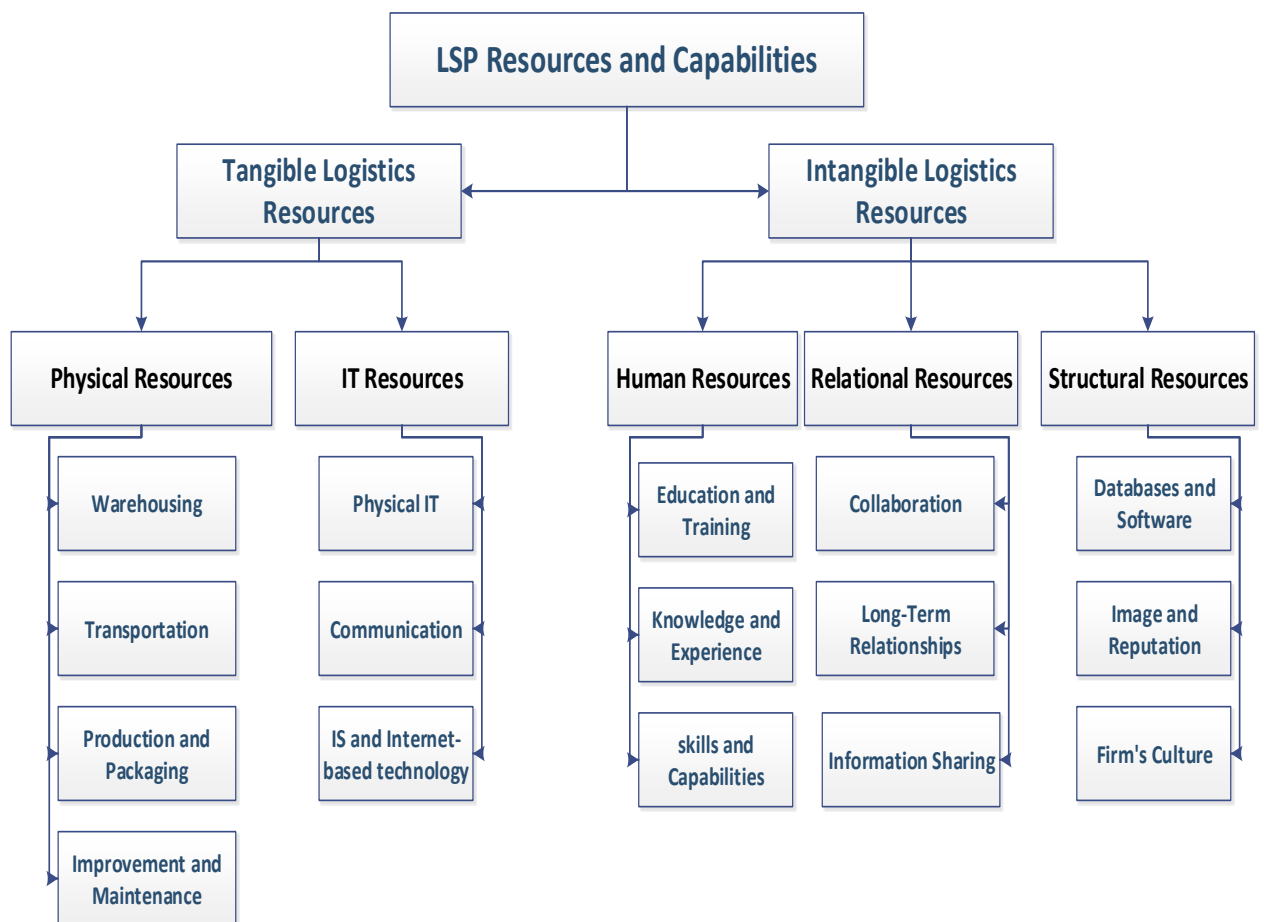 LSP Resources and Capabilities
Tangible Logistics
Resources
Intangible Logistics
Resources
Physical Resources
IT Resources
Human Resources
Relational Resources
Structural Resources
Warehousing
Transportation
Production and
Packaging
Improvement and
Maintenance
Physical IT
Communication
IS and Internet-
based technology
Education and
Training
Knowledge and
Experience
skills and
Capabilities
Collaboration
Long-Term
Relationships
Information Sharing
Databases and
Software
Image and
Reputation
Firm's Culture